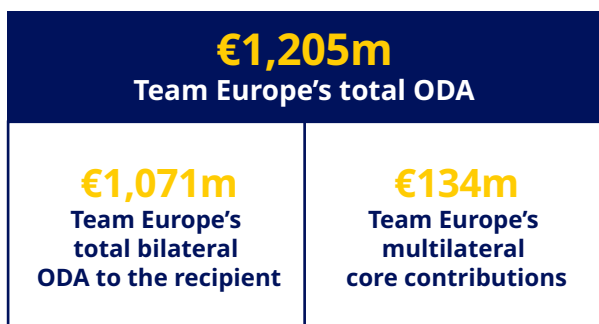 €1,205m
Team Europe’s total ODA
€1,071m
Team Europe’s
total bilateral
ODA to the recipient
€134m
Team Europe’s
multilateral
core contributions